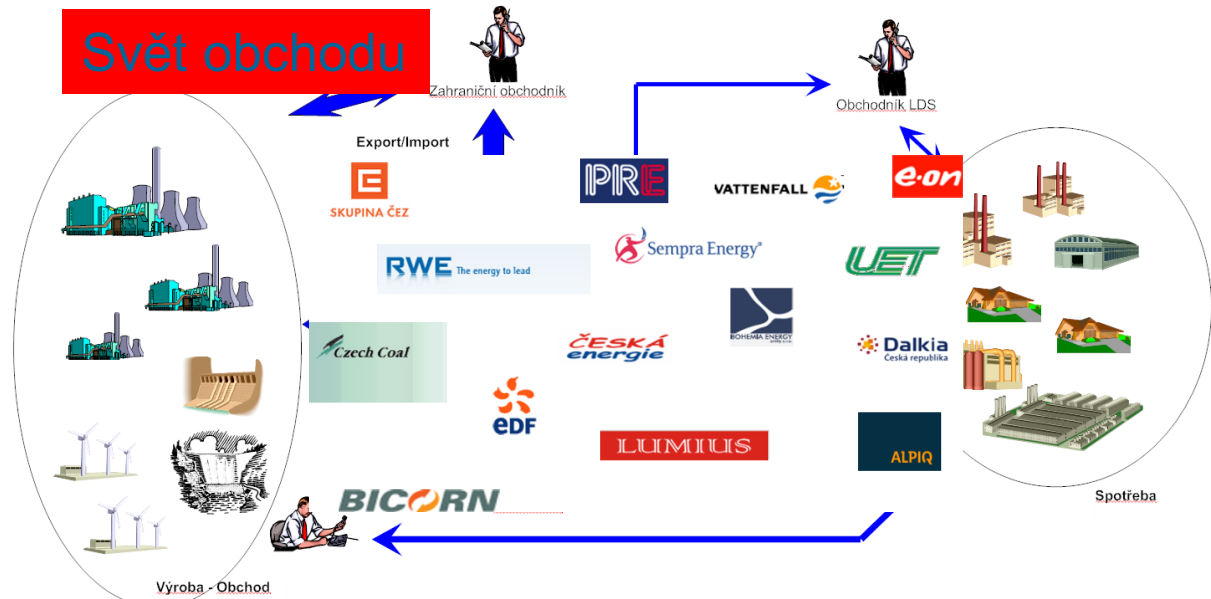 Svět obchodu
Zahraniční obchodník
Obchodník LDS
Export/Import
SKUPINA ČEZ
PRE
VATTENFALL
e·on
RWE The energy to lead
Sempra Energy®
UET
Czech Coal
ČESKÁ
energie
BOHEMIA ENERGY
Dalkia
Česká republika
eDF
LUMIUS
ALPIQ
BICORN
Spotřeba
Výroba - Obchod